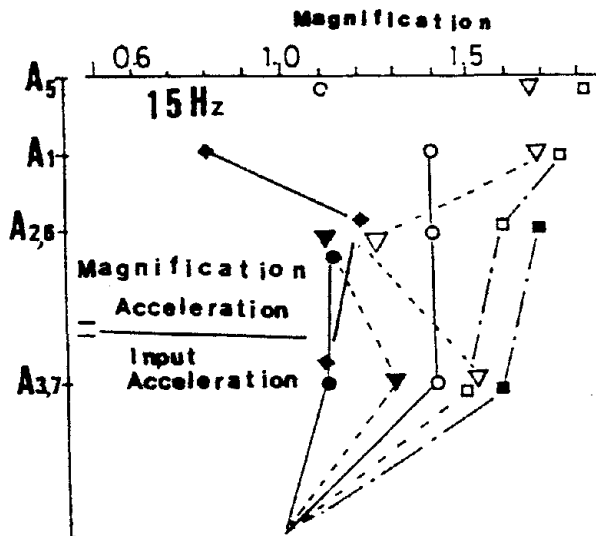 Magnification
0.6 1.0 1.5
A5
15Hz
A1
A2,6
Magnification
= Acceleration
Input
Acceleration
A3,7